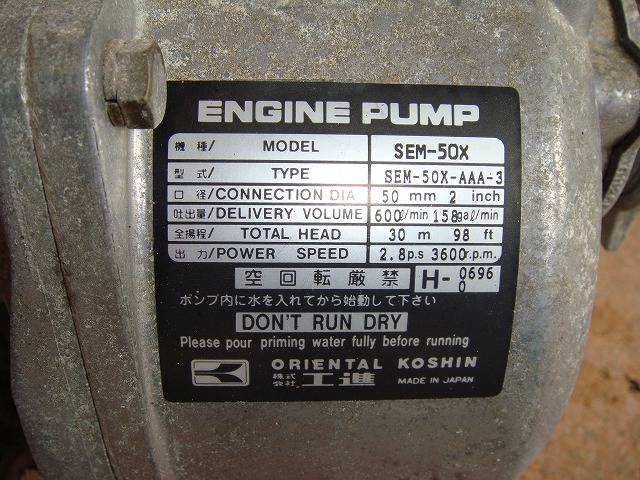 ENGINE PUMP
機種/ MODEL SEM-50X
型式/ TYPE SEM-50X-AAA-3
口径/CONNECTION DIA 50 mm 2 inch
吐出量/DELIVERY VOLUME 600ℓ/min 158gal/min
全揚程/ TOTAL HEAD 30 m 98 ft
出力/POWER SPEED 2.8p.s 3600r.p.m.
空回転厳禁 H-06960
ポンプ内に水を入れてから始動して下さい
DON'T RUN DRY
Please pour priming water fully before running
ORIENTAL KOSHIN
株式会社 工進 MADE IN JAPAN